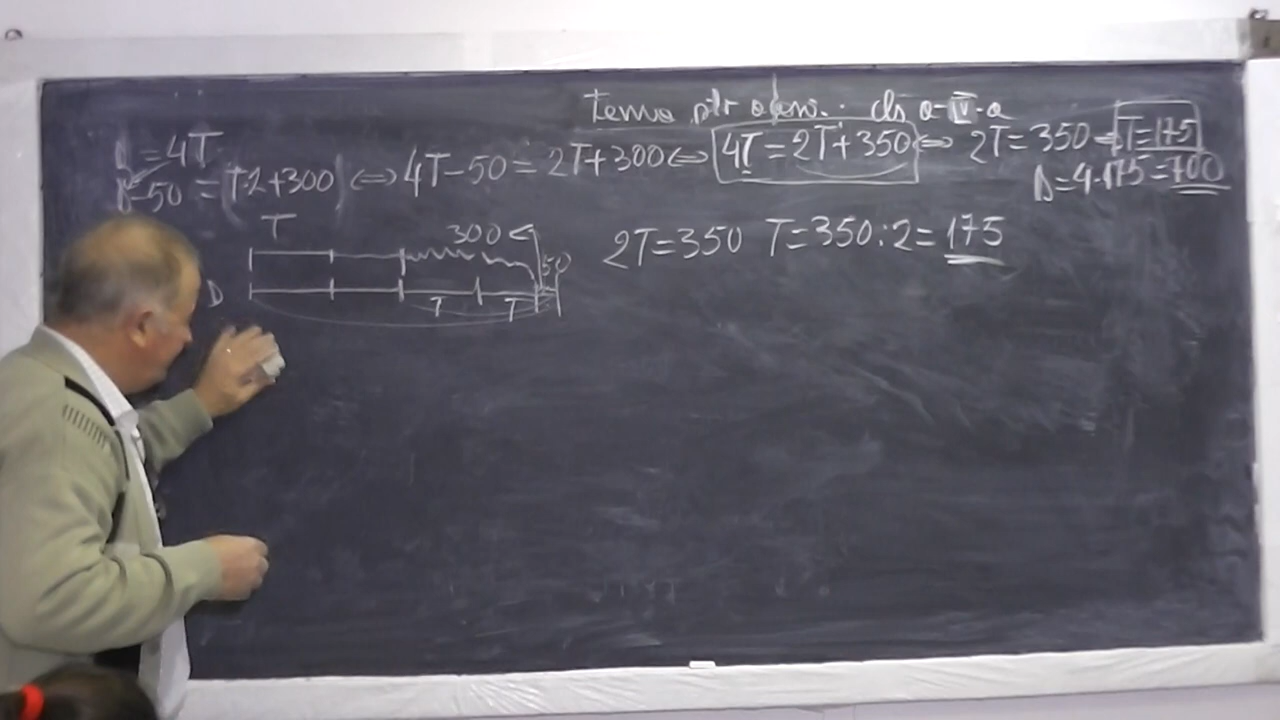 Tema ptr elevi. cls a-IV-a
D=4T
D-50=(T·2+300) ⇔ 4T-50=2T+300 ⇔ 4T=2T+350 ⇔ 2T=350 ⇔ T=175
D=4·175=700
T
300
50
2T=350 T=350:2=175
D
T T